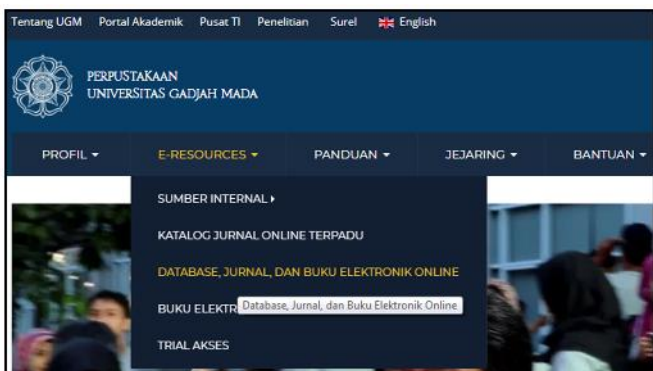 Tentang UGM Portal Akademik Pusat TI Penelitian Surel English
PERPUSTAKAAN
UNIVERSITAS GADJAH MADA
PROFIL E-RESOURCES PANDUAN JEJARING BANTUAN
SUMBER INTERNAL
KATALOG JURNAL ONLINE TERPADU
DATABASE, JURNAL, DAN BUKU ELEKTRONIK ONLINE
BUKU
Database, Jurnal, dan Buku Elektronik Online
TRIAL AKSES